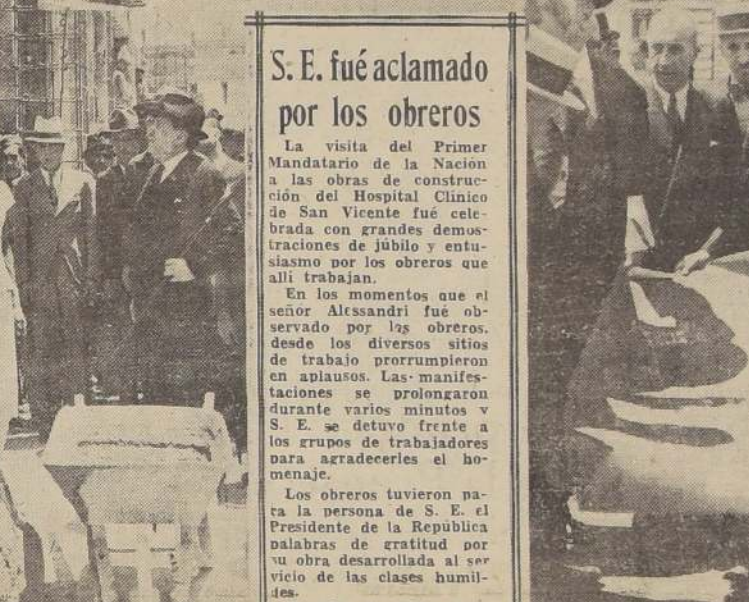 S. E. fué aclamado
por los obreros
La visita del Primer
Mandatario de la Nación
a las obras de construc-
ción del Hospital Clínico
de San Vicente fué cele-
brada con grandes demos-
traciones de júbilo y entu-
siasmo por los obreros que
allí trabajan.
En los momentos que el
señor Alessandri fué ob-
servado por los obreros.
desde los diversos sitios
de trabajo prorrumpieron
en aplausos. Las manifes-
taciones se prolongaron
durante varios minutos y
S. E. se detuvo frente a
los grupos de trabajadores
para agradecerles el ho-
menaje.
Los obreros tuvieron pa-
ra la persona de S. E. el
Presidente de la República
palabras de gratitud por
su obra desarrollada al ser
vicio de las clases humil-
des.